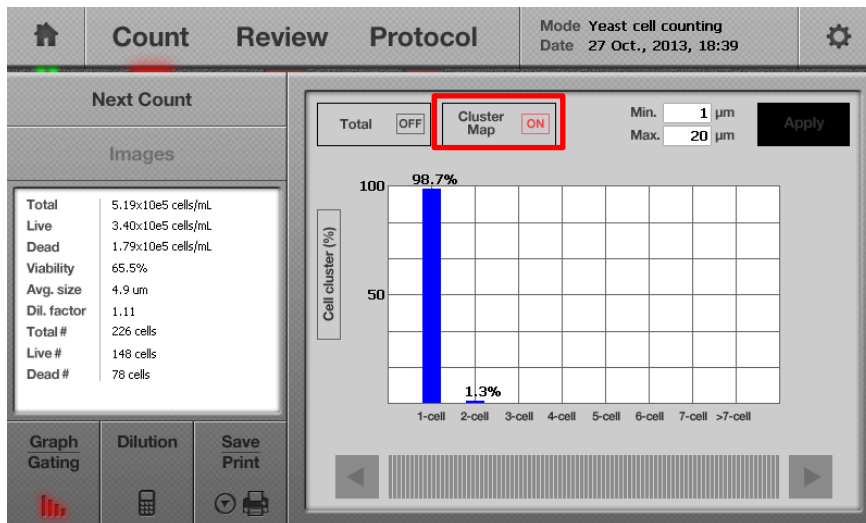 Count Review Protocol
Mode Yeast cell counting
Date 27 Oct., 2013, 18:39
Next Count
Images
Total 5.19x10e5 cells/mL
Live 3.40x10e5 cells/mL
Dead 1.79x10e5 cells/mL
Viability 65.5%
Avg. size 4.9 um
Dil. factor 1.11
Total # 226 cells
Live # 148 cells
Dead # 78 cells
Graph
Gating
Dilution
Save
Print
Total OFF
Cluster
Map
ON
Min. 1 µm
Max. 20 µm
Apply
Cell cluster (%)
100
50
98.7%
1.3%
1-cell 2-cell 3-cell 4-cell 5-cell 6-cell 7-cell >7-cell